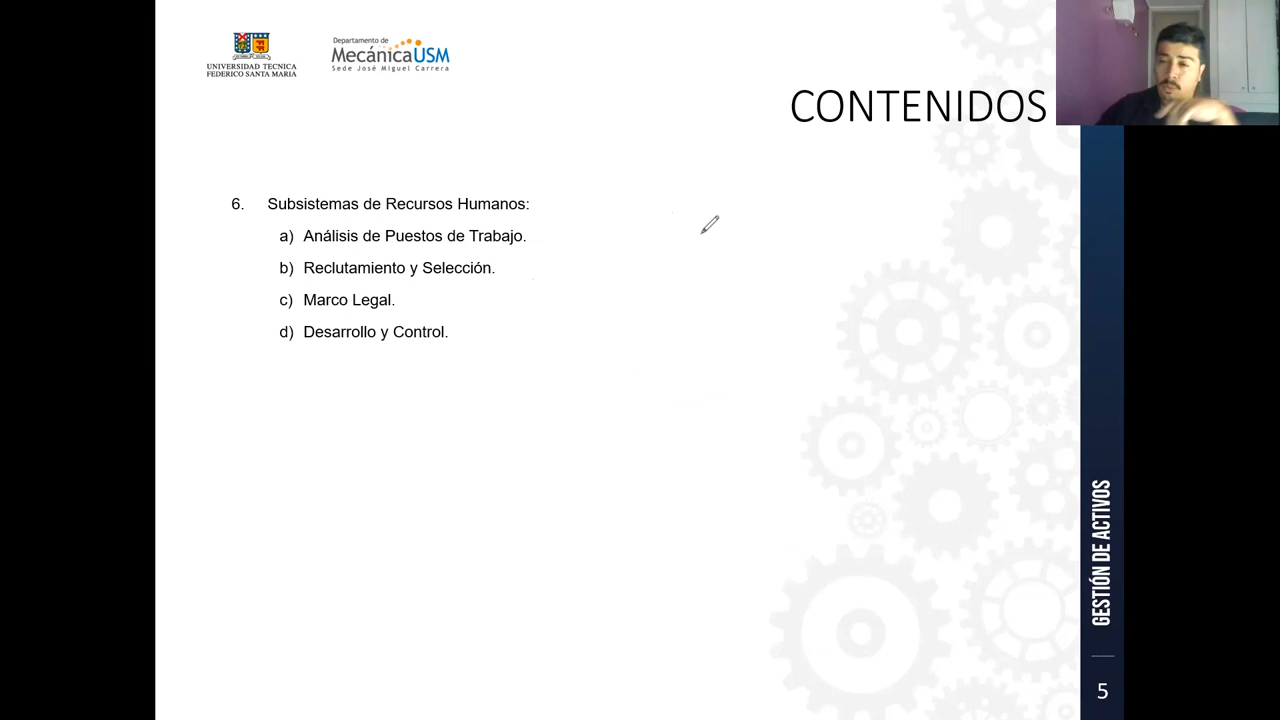 UNIVERSIDAD TECNICA
FEDERICO SANTA MARIA
Departamento de
MecánicaUSM
Sede José Miguel Carrera
CONTENIDOS
6. Subsistemas de Recursos Humanos:
a) Análisis de Puestos de Trabajo.
b) Reclutamiento y Selección.
c) Marco Legal.
d) Desarrollo y Control.
GESTIÓN DE ACTIVOS
5